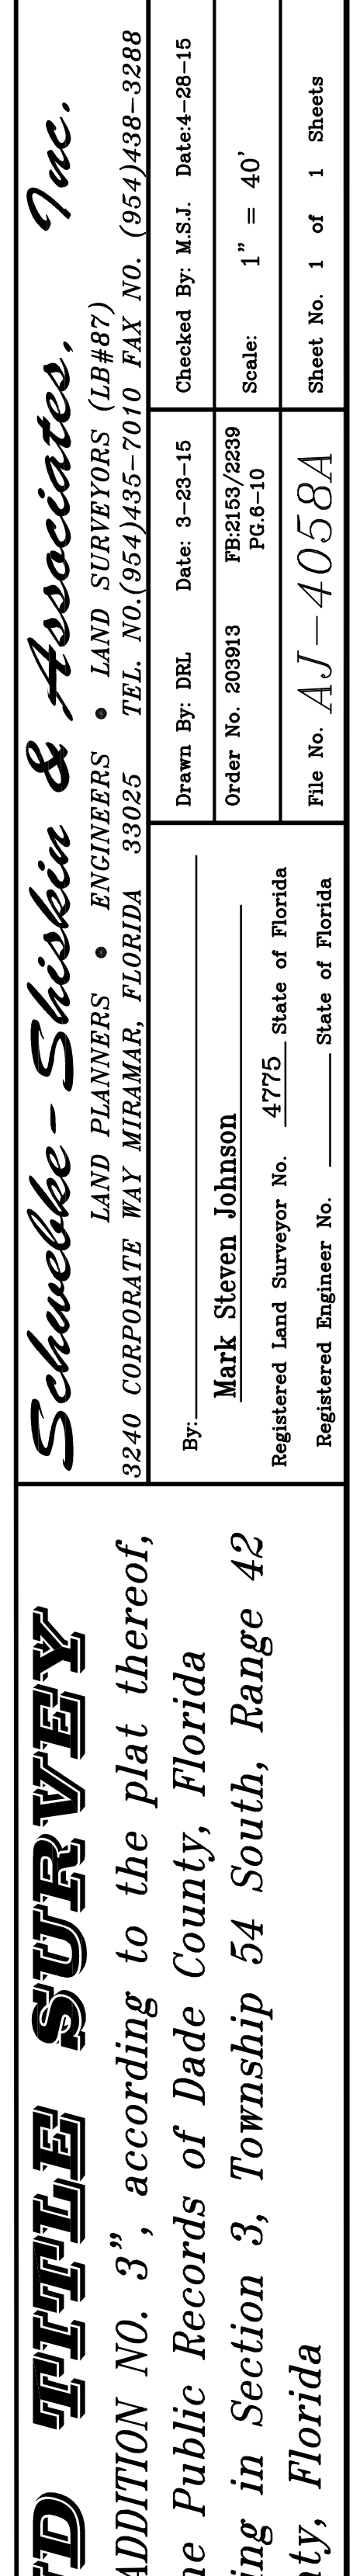 D TITLE SURVEY
ADDITION NO. 3", according to the plat thereof,
Public Records of Dade County, Florida
in Section 3, Township 54 South, Range 42
Florida
Schwebke-Shiskin & Associates, Inc.
LAND PLANNERS • ENGINEERS • LAND SURVEYORS (LB#87)
3240 CORPORATE WAY MIRAMAR, FLORIDA 33025 TEL. NO.(954)435-7010 FAX NO. (954)438-3288
By:
Mark Steven Johnson
Registered Land Surveyor No. 4775 State of Florida
Registered Engineer No. State of Florida
Drawn By: DRL Date: 3-23-15
Order No. 203913 FB:2153/2239
PG.6-10
File No. AJ-4058A
Checked By: M.S.J. Date:4-28-15
Scale: 1" = 40'
Sheet No. 1 of 1 Sheets